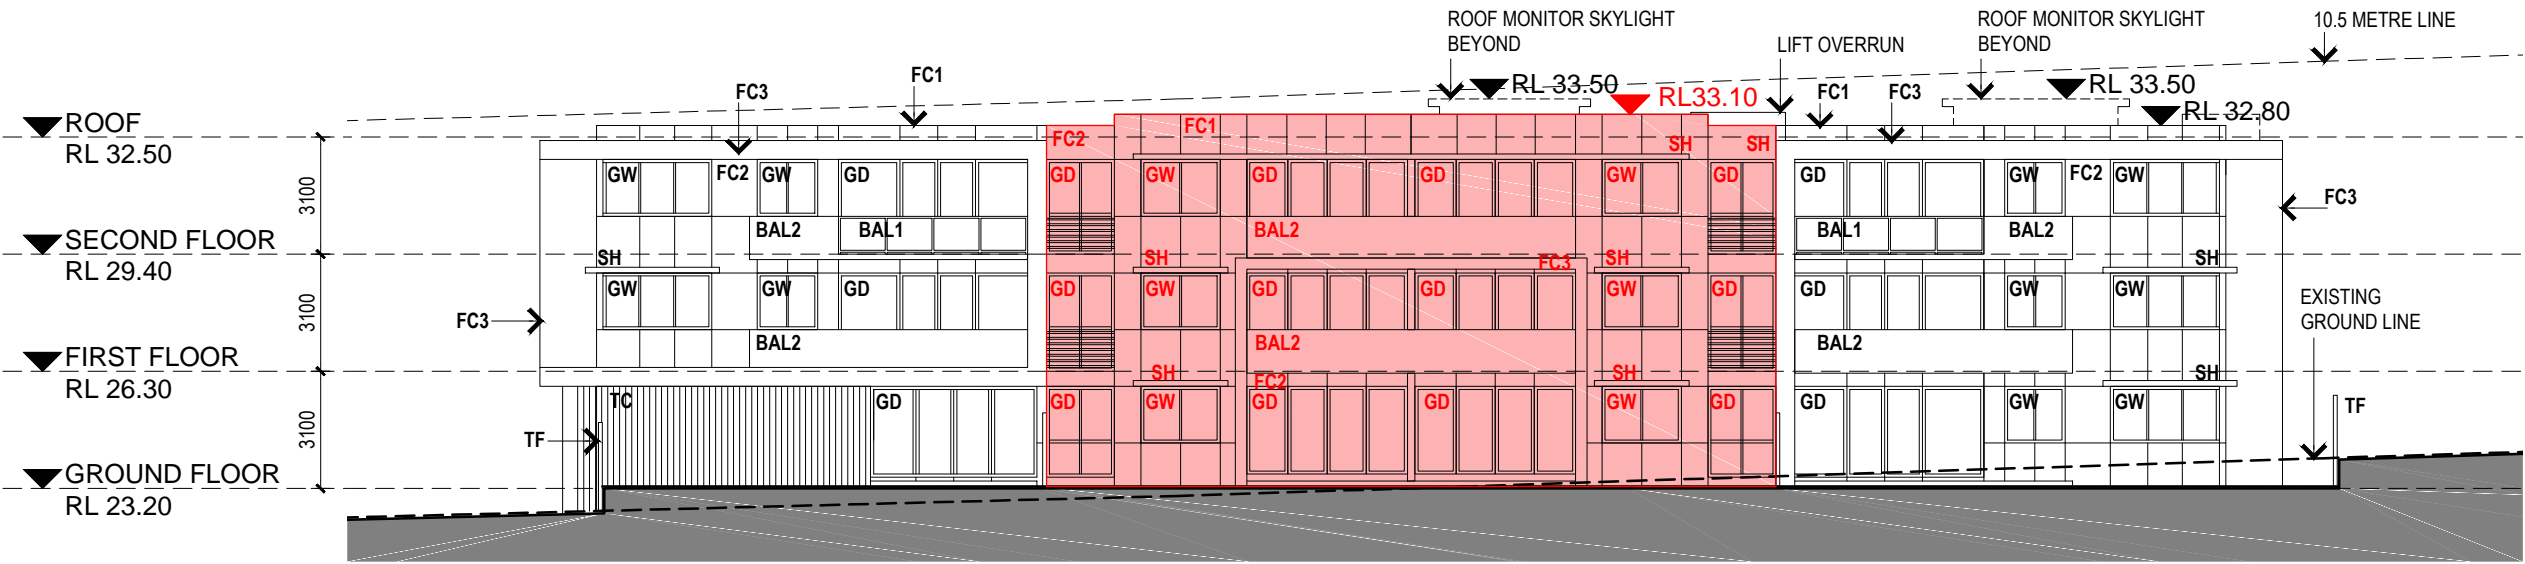 ROOF MONITOR SKYLIGHT
BEYOND
ROOF MONITOR SKYLIGHT
BEYOND
10.5 METRE LINE
LIFT OVERRUN
FC1
FC3
RL 33.50
RL33.10
FC1
FC3
RL 33.50
RL 32.80
ROOF
RL 32.50
FC2
FC1
SH
SH
GW
FC2
GW
GD
GD
GW
GD
GD
GW
GD
GD
GW
FC2
GW
3100
FC3
BAL2
BAL1
BAL2
BAL1
BAL2
SECOND FLOOR
RL 29.40
SH
SH
FC3
SH
SH
GW
GW
GD
GD
GW
GD
GD
GW
GD
GD
GW
GW
3100
FC3
EXISTING
GROUND LINE
BAL2
BAL2
BAL2
FIRST FLOOR
RL 26.30
SH
FC2
SH
SH
TC
GD
GD
GW
GD
GD
GW
GD
GD
GW
GW
TF
3100
TF
GROUND FLOOR
RL 23.20